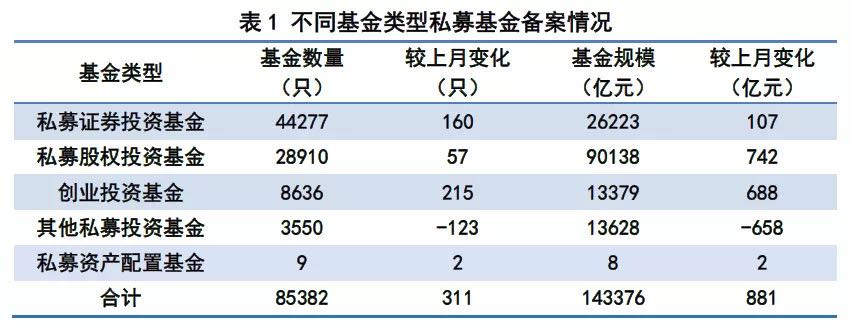 表1 不同基金类型私募基金备案情况
基金类型 基金数量（只） 较上月变化（只） 基金规模（亿元） 较上月变化（亿元）
私募证券投资基金 44277 160 26223 107
私募股权投资基金 28910 57 90138 742
创业投资基金 8636 215 13379 688
其他私募投资基金 3550 -123 13628 -658
私募资产配置基金 9 2 8 2
合计 85382 311 143376 881